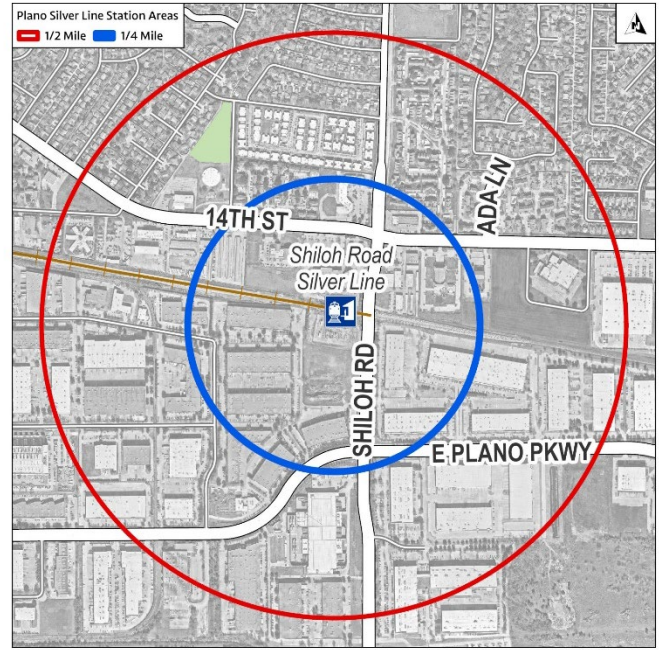 Plano Silver Line Station Areas
1/2 Mile 1/4 Mile
N
14TH ST
ADA LN
Shiloh Road
Silver Line
SHILOH RD
E PLANO PKWY